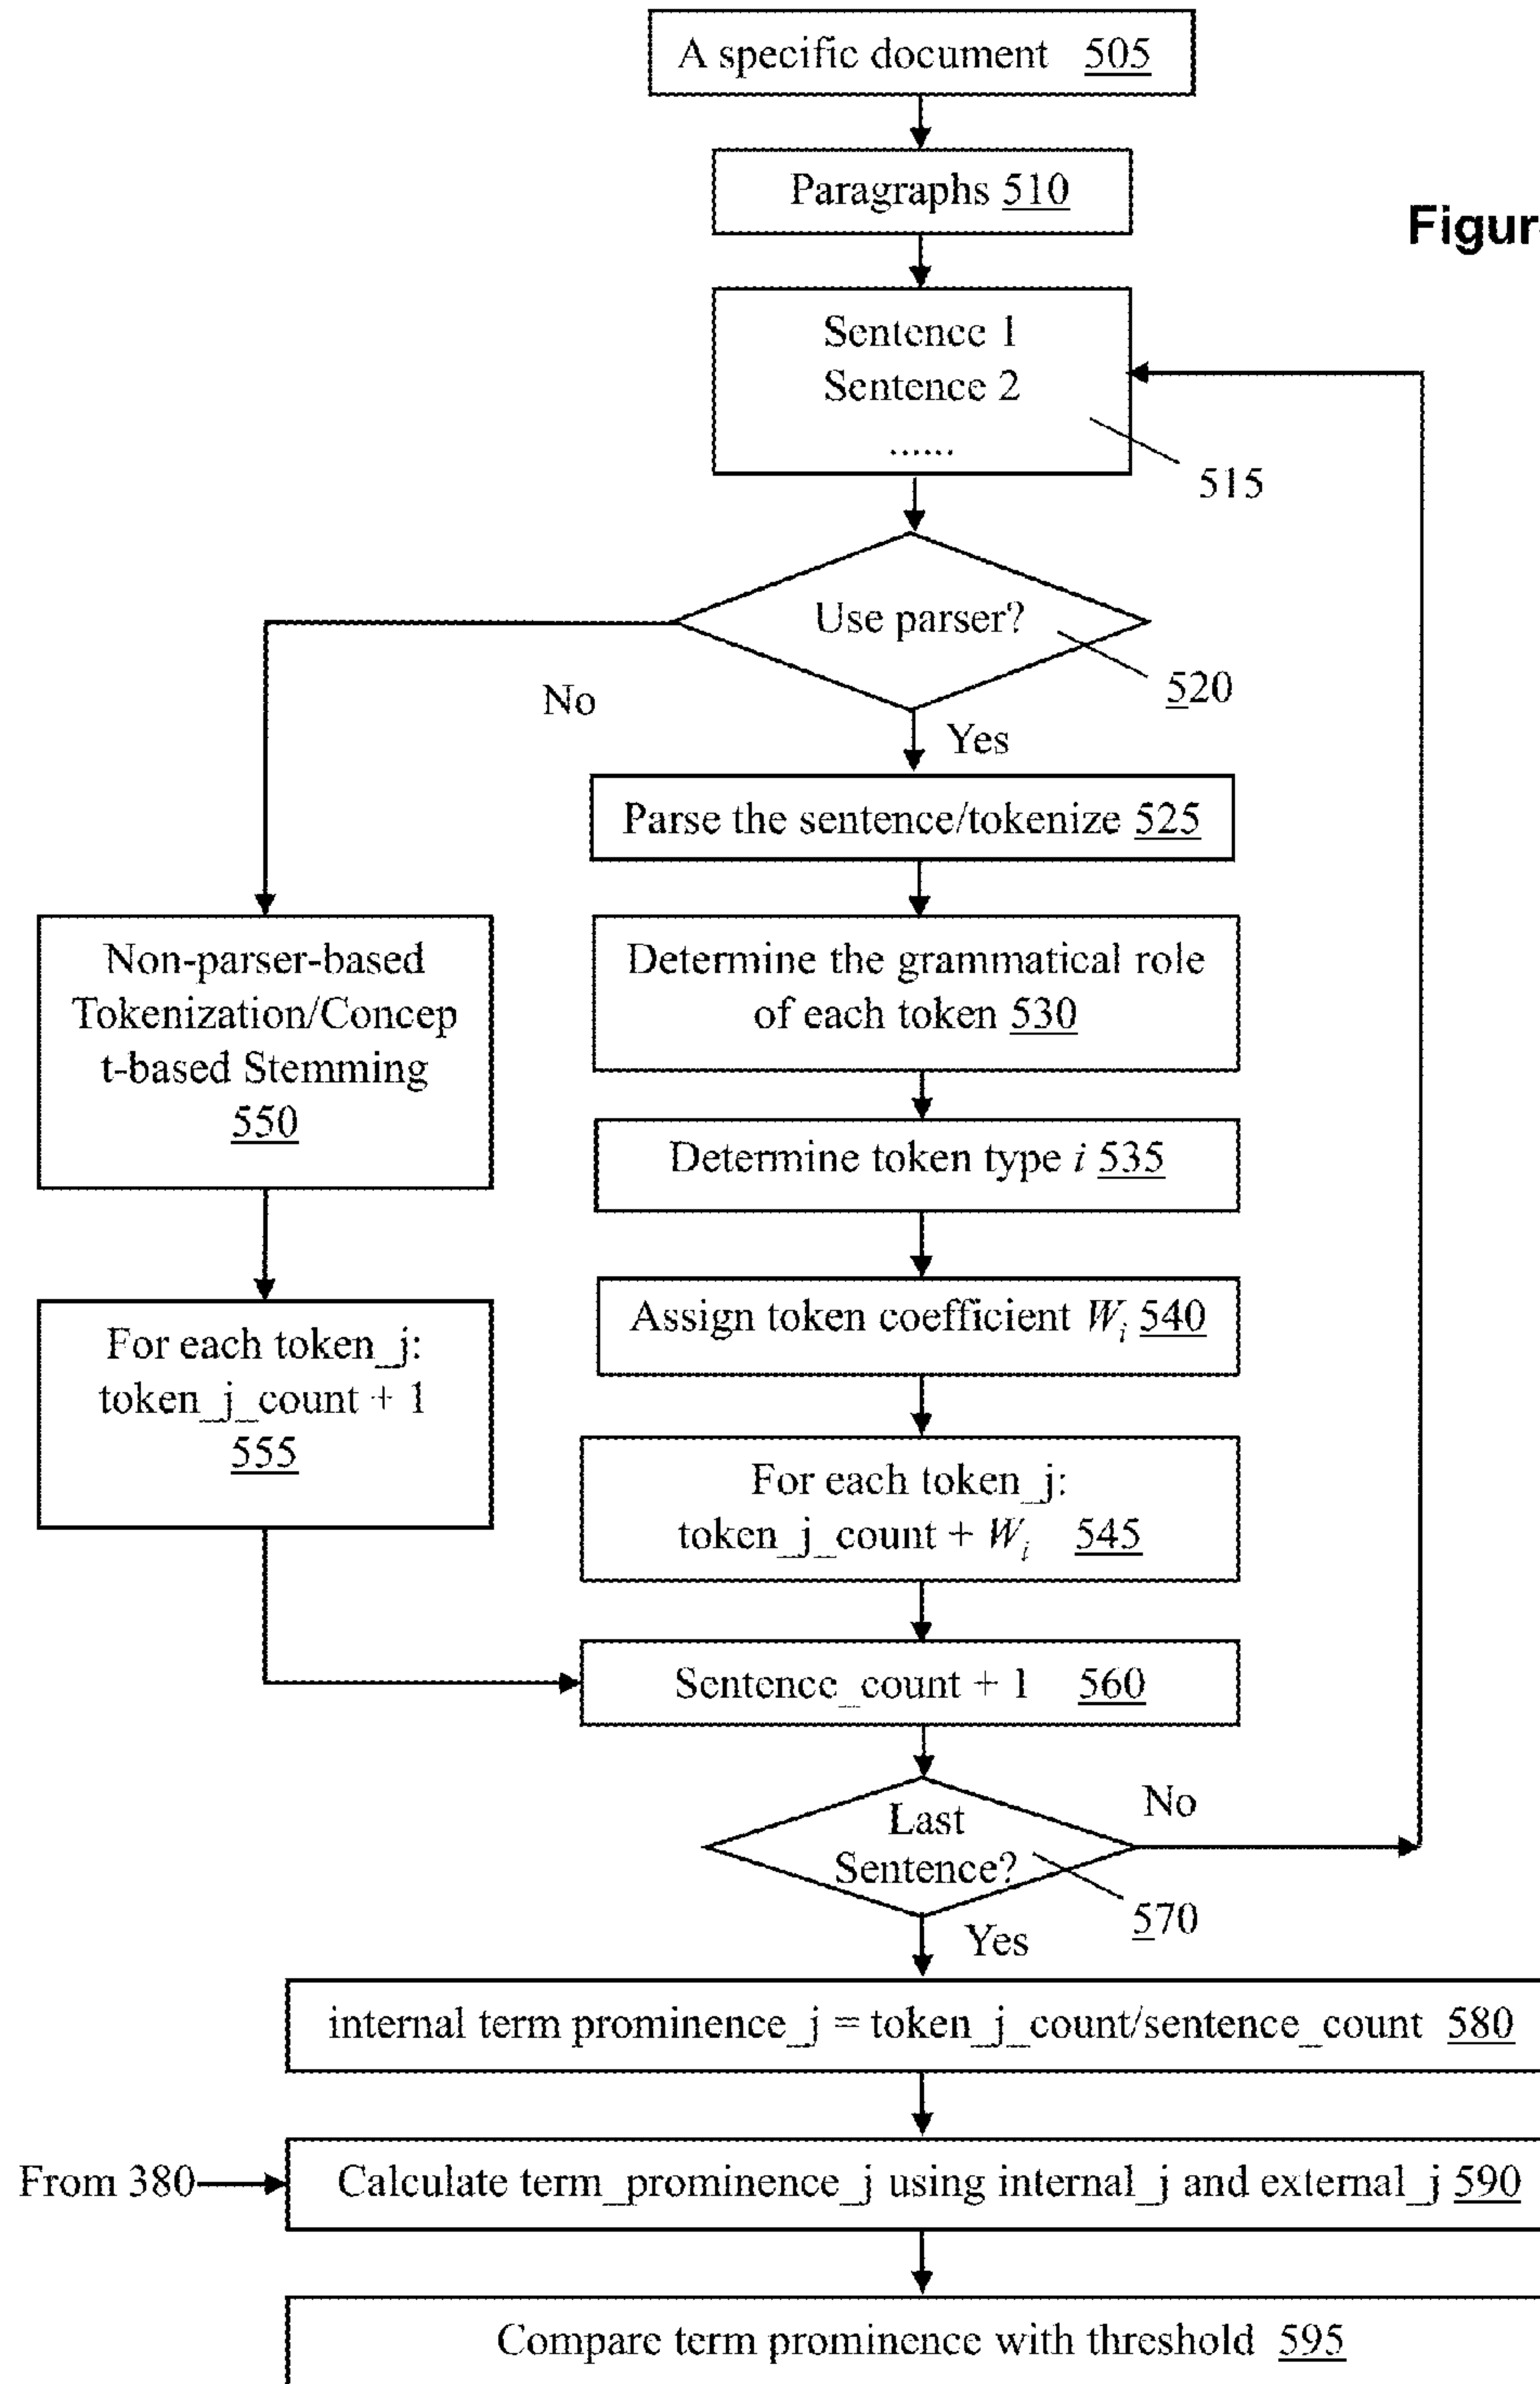 A specific document 505
Paragraphs 510
Figur
Sentence 1
Sentence 2
......
515
Use parser?
520
No
Yes
Parse the sentence/tokenize 525
Non-parser-based
Tokenization/Concep
t-based Stemming
550
Determine the grammatical role
of each token 530
Determine token type i 535
Assign token coefficient Wi 540
For each token_j:
token_j_count + 1
555
For each token_j:
token_j_count + Wi 545
Sentence_count + 1 560
Last
Sentence?
No
570
Yes
internal term prominence_j = token_j_count/sentence_count 580
From 380
Calculate term_prominence_j using internal_j and external_j 590
Compare term prominence with threshold 595